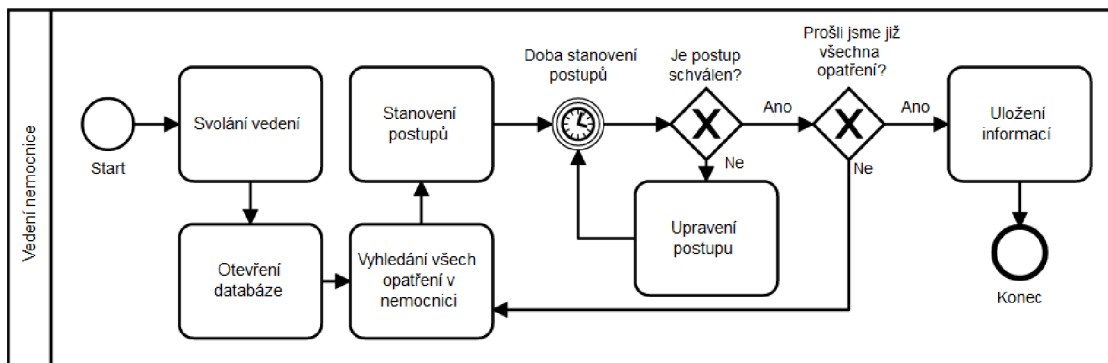 Vedení nemocnice
Start
Svolání vedení
Otevření
databáze
Vyhledání všech
opatření v
nemocnici
Stanovení
postupů
Doba stanovení
postupů
Je postup
schválen?
Ano
Ne
Upravení
postupu
Prošli jsme již
všechna
opatření?
Ano
Ne
Uložení
informací
Konec